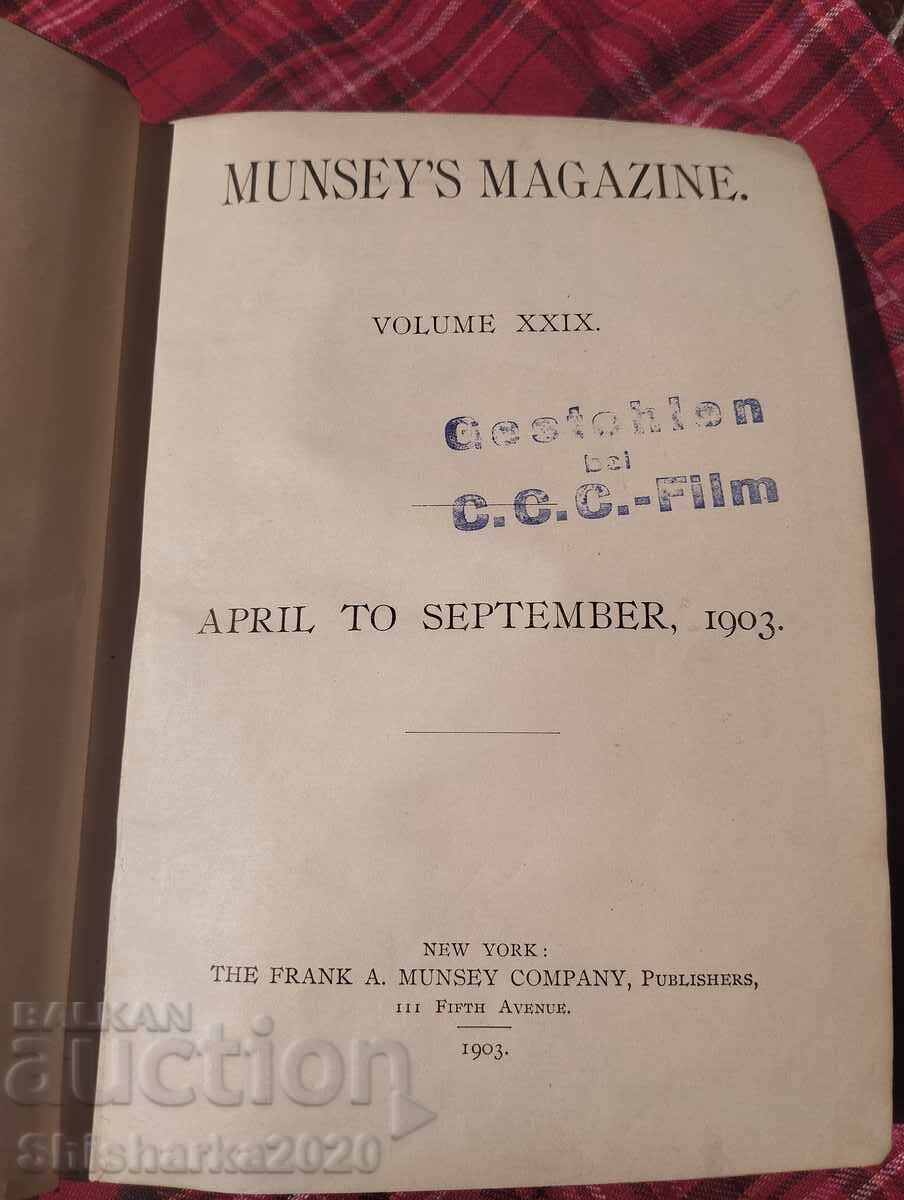 MUNSEY'S MAGAZINE.
VOLUME XXIX.
Gestohlen
bei
C.C.C.-Film
APRIL TO SEPTEMBER, 1903.
NEW YORK:
THE FRANK A. MUNSEY COMPANY, PUBLISHERS,
111 FIFTH AVENUE.
1903.
BALKAN
auction
Shisharka2020